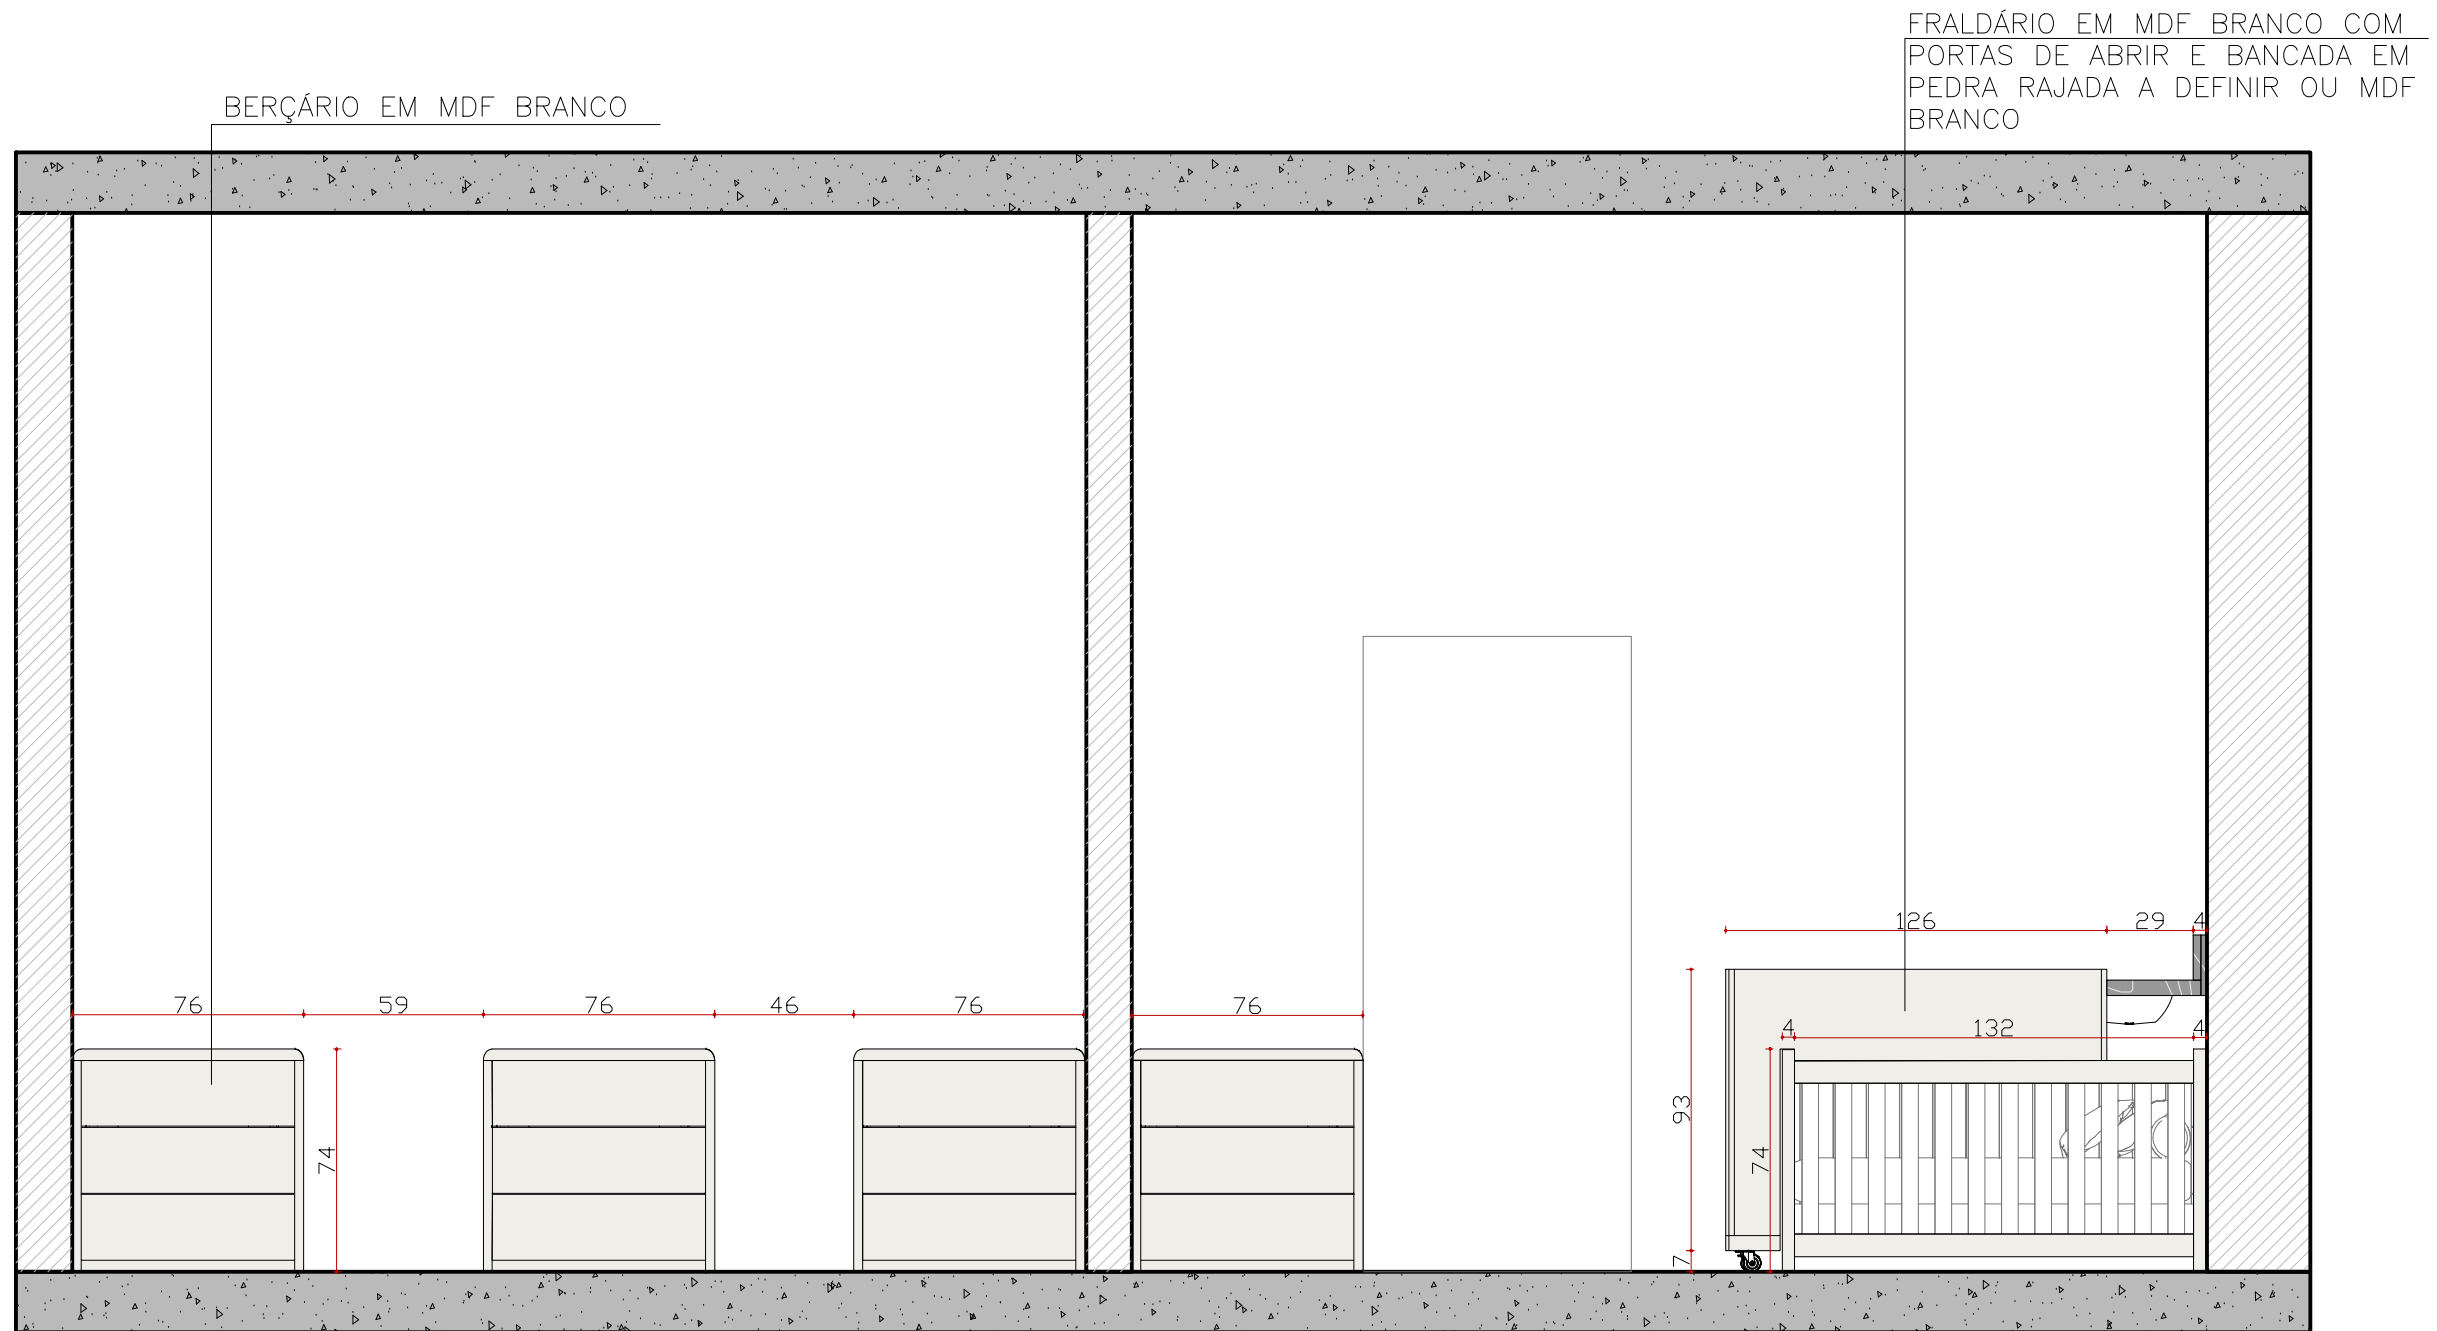 FRALDÁRIO EM MDF BRANCO COM
PORTAS DE ABRIR E BANCADA EM
PEDRA RAJADA A DEFINIR OU MDF
BRANCO
BERÇÁRIO EM MDF BRANCO
126 29 4
76 59 76 46 76 76
4 132 4
93
74
74
7